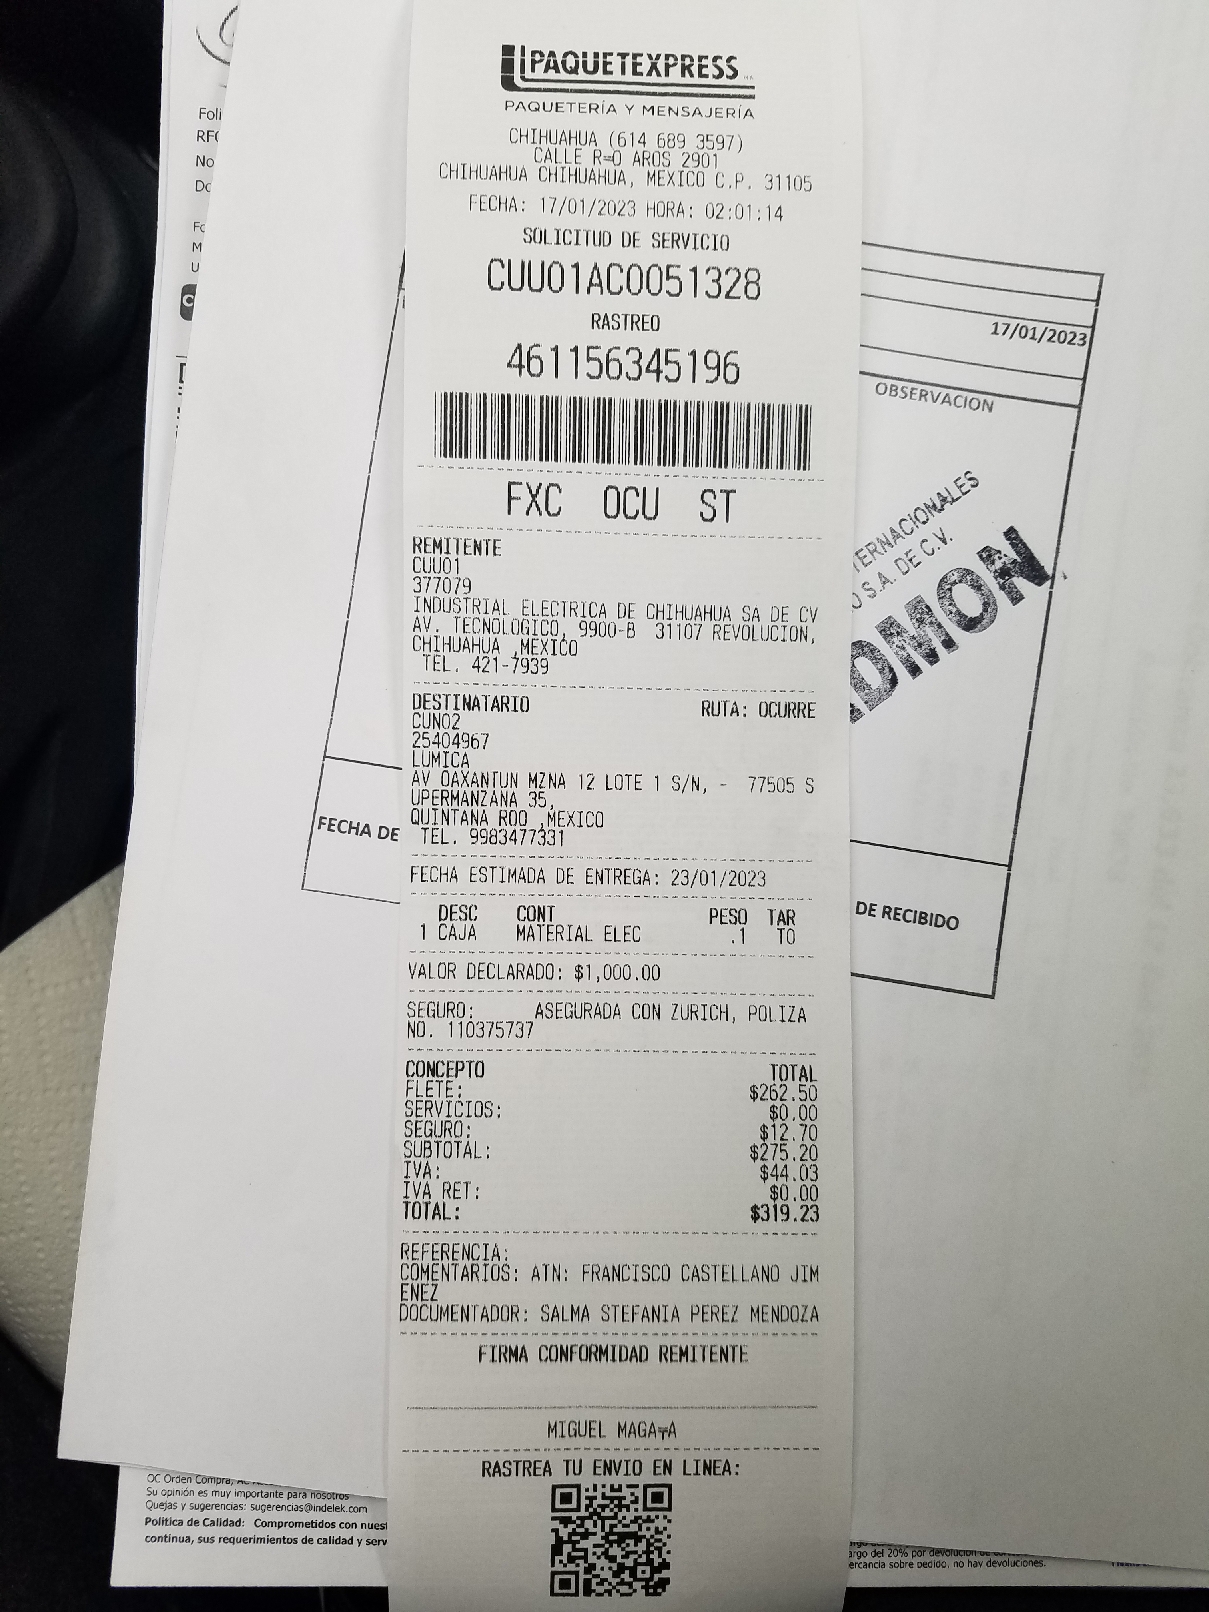 PAQUETEXPRESS
PAQUETERÍA Y MENSAJERÍA
CHIHUAHUA (614 689 3597)
CALLE R=O AROS 2901
CHIHUAHUA CHIHUAHUA, MEXICO C.P. 31105
FECHA: 17/01/2023 HORA: 02:01:14
SOLICITUD DE SERVICIO
CUU01AC0051328
RASTREO
461156345196
FXC OCU ST
REMITENTE
CUU01
377079
INDUSTRIAL ELECTRICA DE CHIHUAHUA SA DE CV
AV. TECNOLOGICO, 9900-B 31107 REVOLUCION,
CHIHUAHUA ,MEXICO
TEL. 421-7939
DESTINATARIO RUTA: OCURRE
CUN02
25404967
LUMICA
AV OAXANTUN MZNA 12 LOTE 1 S/N, - 77505 S
UPERMANZANA 35,
QUINTANA ROO ,MEXICO
TEL. 9983477331
FECHA ESTIMADA DE ENTREGA: 23/01/2023
DESC CONT PESO TAR
1 CAJA MATERIAL ELEC .1 T0
VALOR DECLARADO: $1,000.00
SEGURO: ASEGURADA CON ZURICH, POLIZA
NO. 110375737
CONCEPTO TOTAL
FLETE: $262.50
SERVICIOS: $0.00
SEGURO: $12.70
SUBTOTAL: $275.20
IVA: $44.03
IVA RET: $0.00
TOTAL: $319.23
REFERENCIA:
COMENTARIOS: ATN: FRANCISCO CASTELLANO JIM
ENEZ
DOCUMENTADOR: SALMA STEFANIA PEREZ MENDOZA
FIRMA CONFORMIDAD REMITENTE
MIGUEL MAGA╤A
RASTREA TU ENVIO EN LINEA:
17/01/2023
OBSERVACION
ERNACIONALES
S.A. DE C.V.
DMON
FECHA DE
DE RECIBIDO
Foli
RF
No
Do
Fo
M
U
C
OC Orden Compra,
Su opinión es muy importante para nosotros
Quejas y sugerencias: sugerencias@indelek.com
Política de Calidad: Comprometidos con nues
continua, sus requerimientos de calidad y serv
argo del 20% por devolución
ercancía sobre pedido, no hay devoluciones.